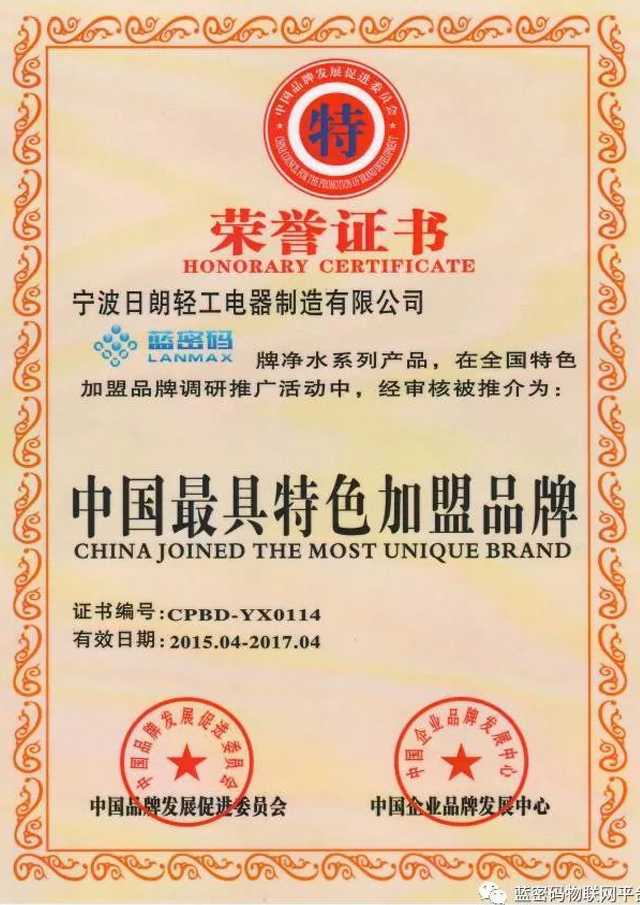 中国品牌发展促进委员会
特
CHINA COUNCIL FOR THE PROMOTION OF BRAND DEVELOPMENT
荣誉证书
HONORARY CERTIFICATE
宁波日朗轻工电器制造有限公司
蓝密码
LANMAX
牌净水系列产品，在全国特色
加盟品牌调研推广活动中，经审核被推介为：
中国最具特色加盟品牌
CHINA JOINED THE MOST UNIQUE BRAND
证书编号:CPBD-YX0114
有效日期:2015.04-2017.04
中国品牌发展促进委员会
中国企业品牌发展中心
中国品牌发展促进委员会
中国企业品牌发展中心
蓝密码物联网平台